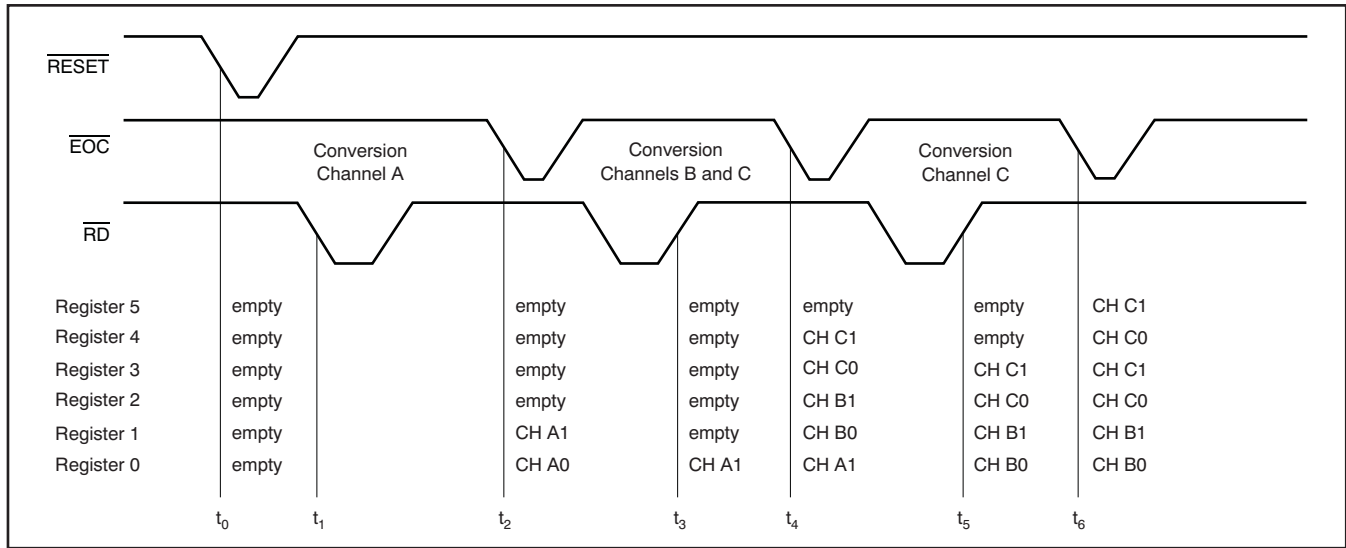 RESET
EOC
Conversion
Channel A
Conversion
Channels B and C
Conversion
Channel C
RD
Register 5 empty empty empty empty empty CH C1
Register 4 empty empty empty CH C1 empty CH C0
Register 3 empty empty empty CH C0 CH C1 CH C1
Register 2 empty empty empty CH B1 CH C0 CH C0
Register 1 empty CH A1 empty CH B0 CH B1 CH B1
Register 0 empty CH A0 CH A1 CH A1 CH B0 CH B0
t0 t1 t2 t3 t4 t5 t6